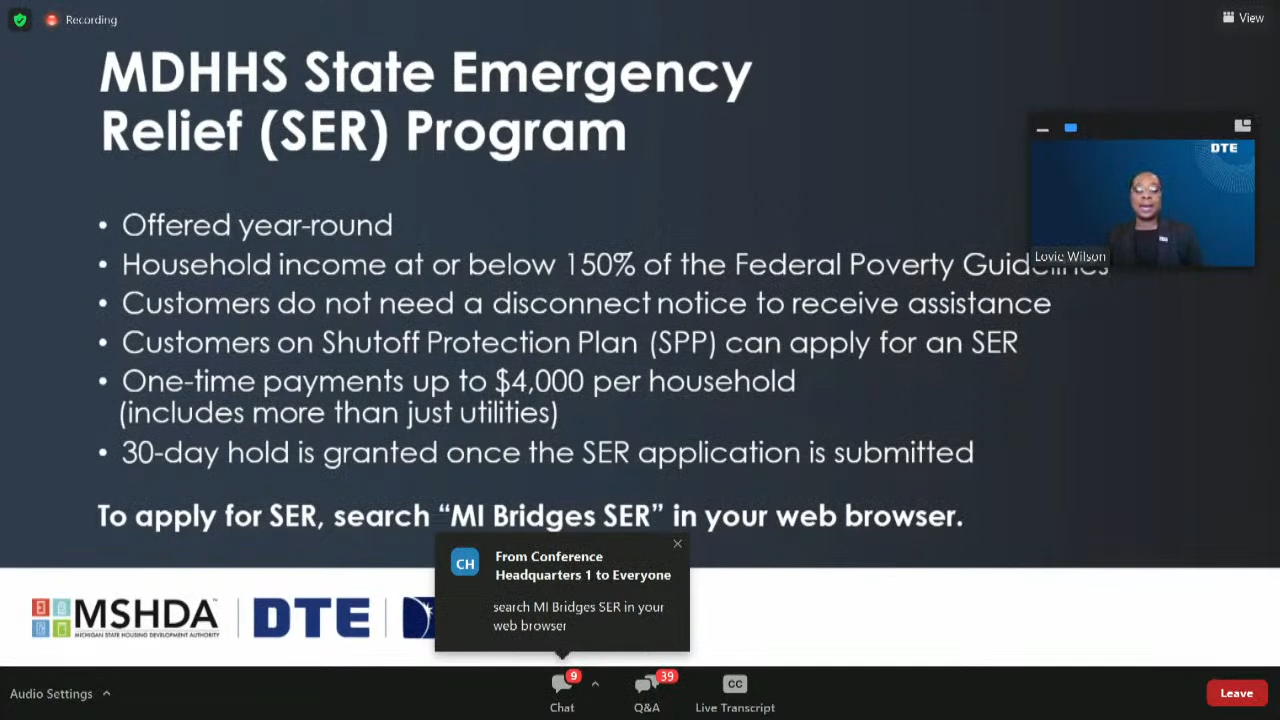 Recording
View
MDHHS State Emergency
Relief (SER) Program
DTE
Lovie Wilson
• Offered year-round
• Household income at or below 150% of the Federal Poverty Guidelines
• Customers do not need a disconnect notice to receive assistance
• Customers on Shutoff Protection Plan (SPP) can apply for an SER
• One-time payments up to $4,000 per household
(includes more than just utilities)
• 30-day hold is granted once the SER application is submitted
To apply for SER, search “MI Bridges SER” in your web browser.
CH
From Conference
Headquarters 1 to Everyone
search MI Bridges SER in your
web browser
MSHDA
MICHIGAN STATE HOUSING DEVELOPMENT AUTHORITY
DTE
Audio Settings
9
Chat
39
Q&A
CC
Live Transcript
Leave